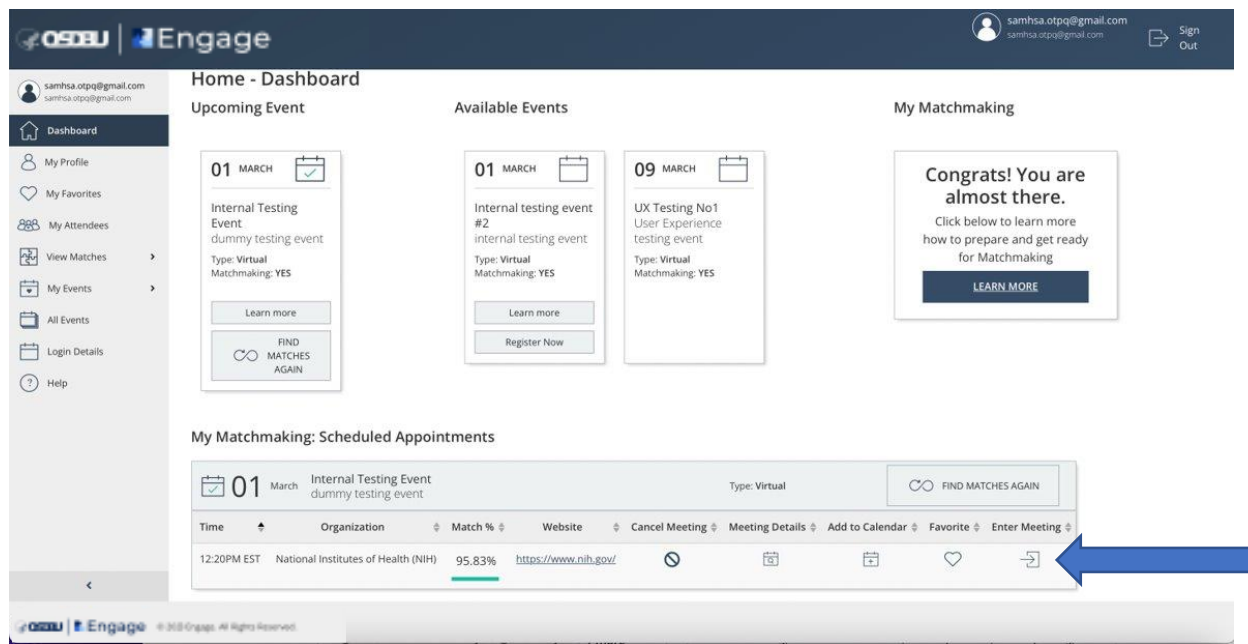 OSDBU | Engage
samhsa.otpq@gmail.com
samhsa.otpq@gmail.com
Sign
Out
samhsa.otpq@gmail.com
samhsa.otpq@gmail.com
Dashboard
My Profile
My Favorites
My Attendees
View Matches
My Events
All Events
Login Details
Help
Home - Dashboard
Upcoming Event
01 MARCH
Internal Testing
Event
dummy testing event
Type: Virtual
Matchmaking: YES
Learn more
FIND
MATCHES
AGAIN
Available Events
01 MARCH
Internal testing event
#2
internal testing event
Type: Virtual
Matchmaking: YES
Learn more
Register Now
09 MARCH
UX Testing No1
User Experience
testing event
Type: Virtual
Matchmaking: YES
My Matchmaking
Congrats! You are
almost there.
Click below to learn more
how to prepare and get ready
for Matchmaking
LEARN MORE
My Matchmaking: Scheduled Appointments
01 March Internal Testing Event Type: Virtual FIND MATCHES AGAIN
dummy testing event
Time Organization Match % Website Cancel Meeting Meeting Details Add to Calendar Favorite Enter Meeting
12:20PM EST National Institutes of Health (NIH) 95.83% https://www.nih.gov/
OSDBU | Engage Engage. All Rights Reserved.